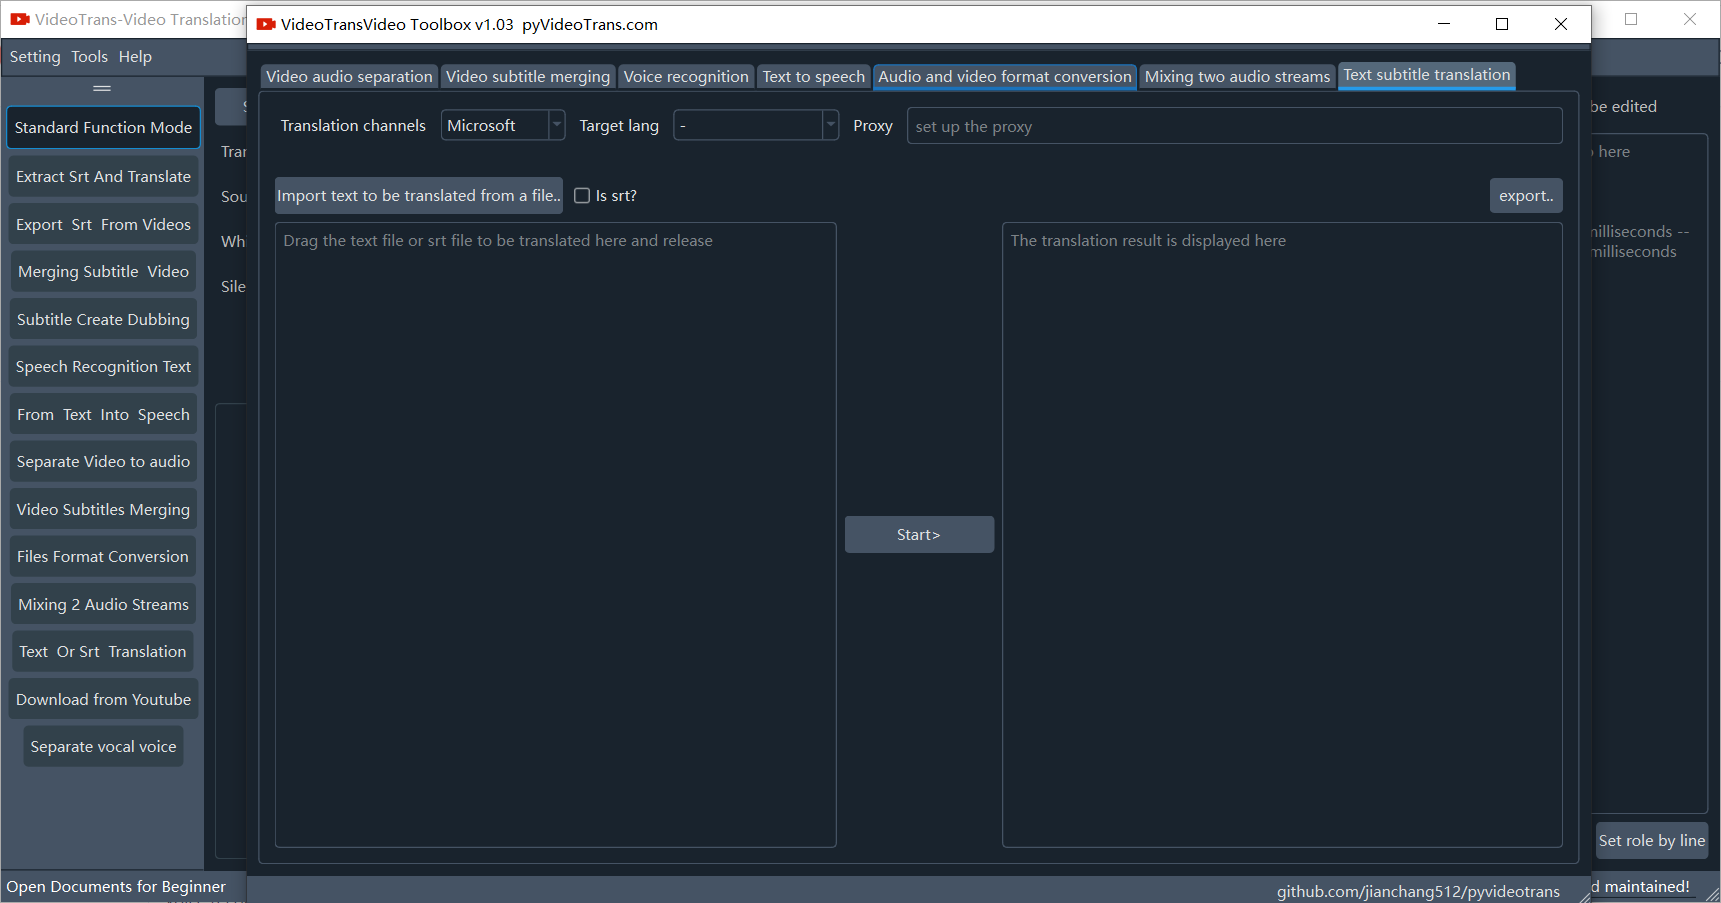 VideoTrans-Video Translation
VideoTransVideo Toolbox v1.03 pyVideoTrans.com
Setting Tools Help
Video audio separation
Video subtitle merging
Voice recognition
Text to speech
Audio and video format conversion
Mixing two audio streams
Text subtitle translation
Translation channels
Microsoft
Target lang
-
Proxy
set up the proxy
Import text to be translated from a file..
Is srt?
export..
Drag the text file or srt file to be translated here and release
Start>
The translation result is displayed here
github.com/jianchang512/pyvideotrans
Standard Function Mode
Extract Srt And Translate
Export Srt From Videos
Merging Subtitle Video
Subtitle Create Dubbing
Speech Recognition Text
From Text Into Speech
Separate Video to audio
Video Subtitles Merging
Files Format Conversion
Mixing 2 Audio Streams
Text Or Srt Translation
Download from Youtube
Separate vocal voice
Open Documents for Beginner
Tran
Sou
Whi
Sile
be edited
here
milliseconds --
milliseconds
Set role by line
d maintained!